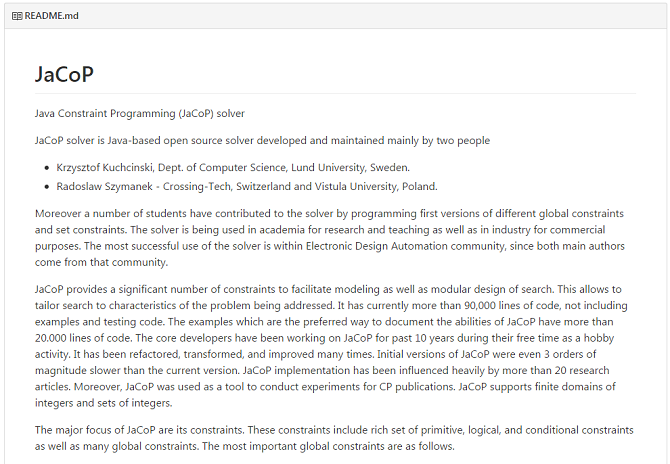 README.md
JaCoP
Java Constraint Programming (JaCoP) solver
JaCoP solver is Java-based open source solver developed and maintained mainly by two people
• Krzysztof Kuchcinski, Dept. of Computer Science, Lund University, Sweden.
• Radoslaw Szymanek - Crossing-Tech, Switzerland and Vistula University, Poland.
Moreover a number of students have contributed to the solver by programming first versions of different global constraints
and set constraints. The solver is being used in academia for research and teaching as well as in industry for commercial
purposes. The most successful use of the solver is within Electronic Design Automation community, since both main authors
come from that community.
JaCoP provides a significant number of constraints to facilitate modeling as well as modular design of search. This allows to
tailor search to characteristics of the problem being addressed. It has currently more than 90,000 lines of code, not including
examples and testing code. The examples which are the preferred way to document the abilities of JaCoP have more than
20.000 lines of code. The core developers have been working on JaCoP for past 10 years during their free time as a hobby
activity. It has been refactored, transformed, and improved many times. Initial versions of JaCoP were even 3 orders of
magnitude slower than the current version. JaCoP implementation has been influenced heavily by more than 20 research
articles. Moreover, JaCoP was used as a tool to conduct experiments for CP publications. JaCoP supports finite domains of
integers and sets of integers.
The major focus of JaCoP are its constraints. These constraints include rich set of primitive, logical, and conditional constraints
as well as many global constraints. The most important global constraints are as follows.